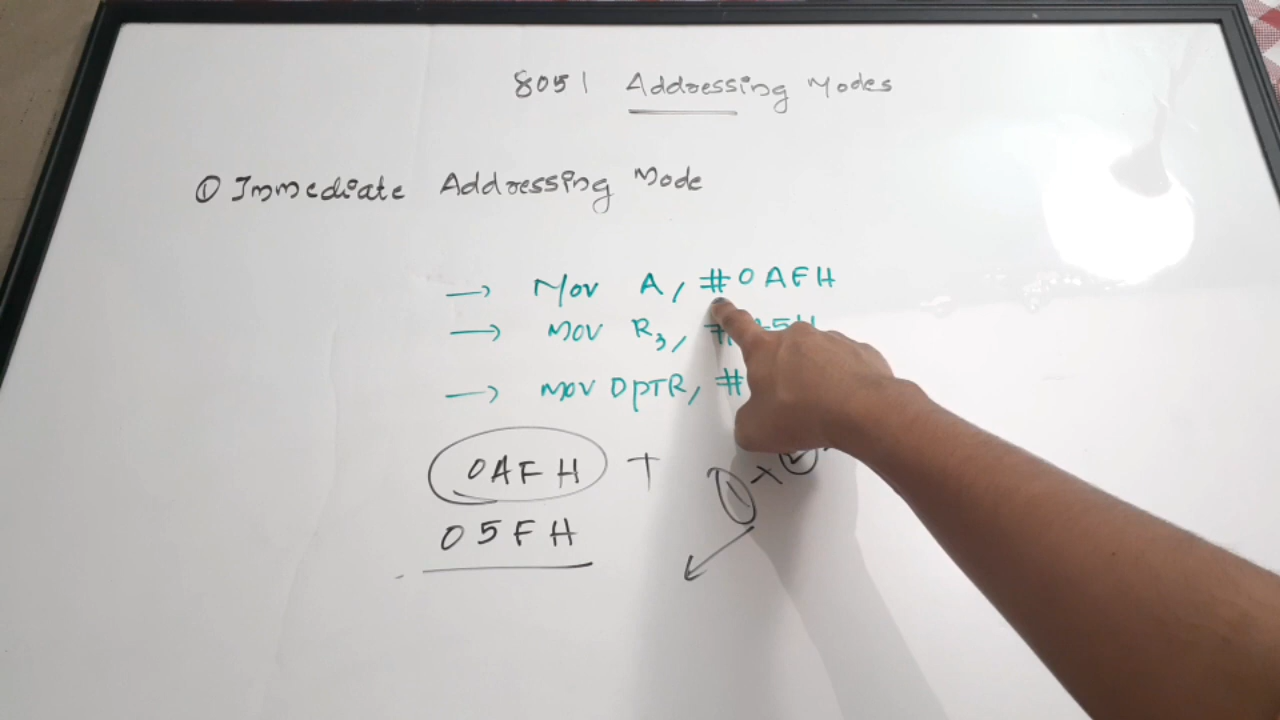 8051 Addressing Modes
① Immediate Addressing Mode
→ Mov A, #0AFH
→ MOV R3,
→ MOV DPTR, #
0AFH +
05FH